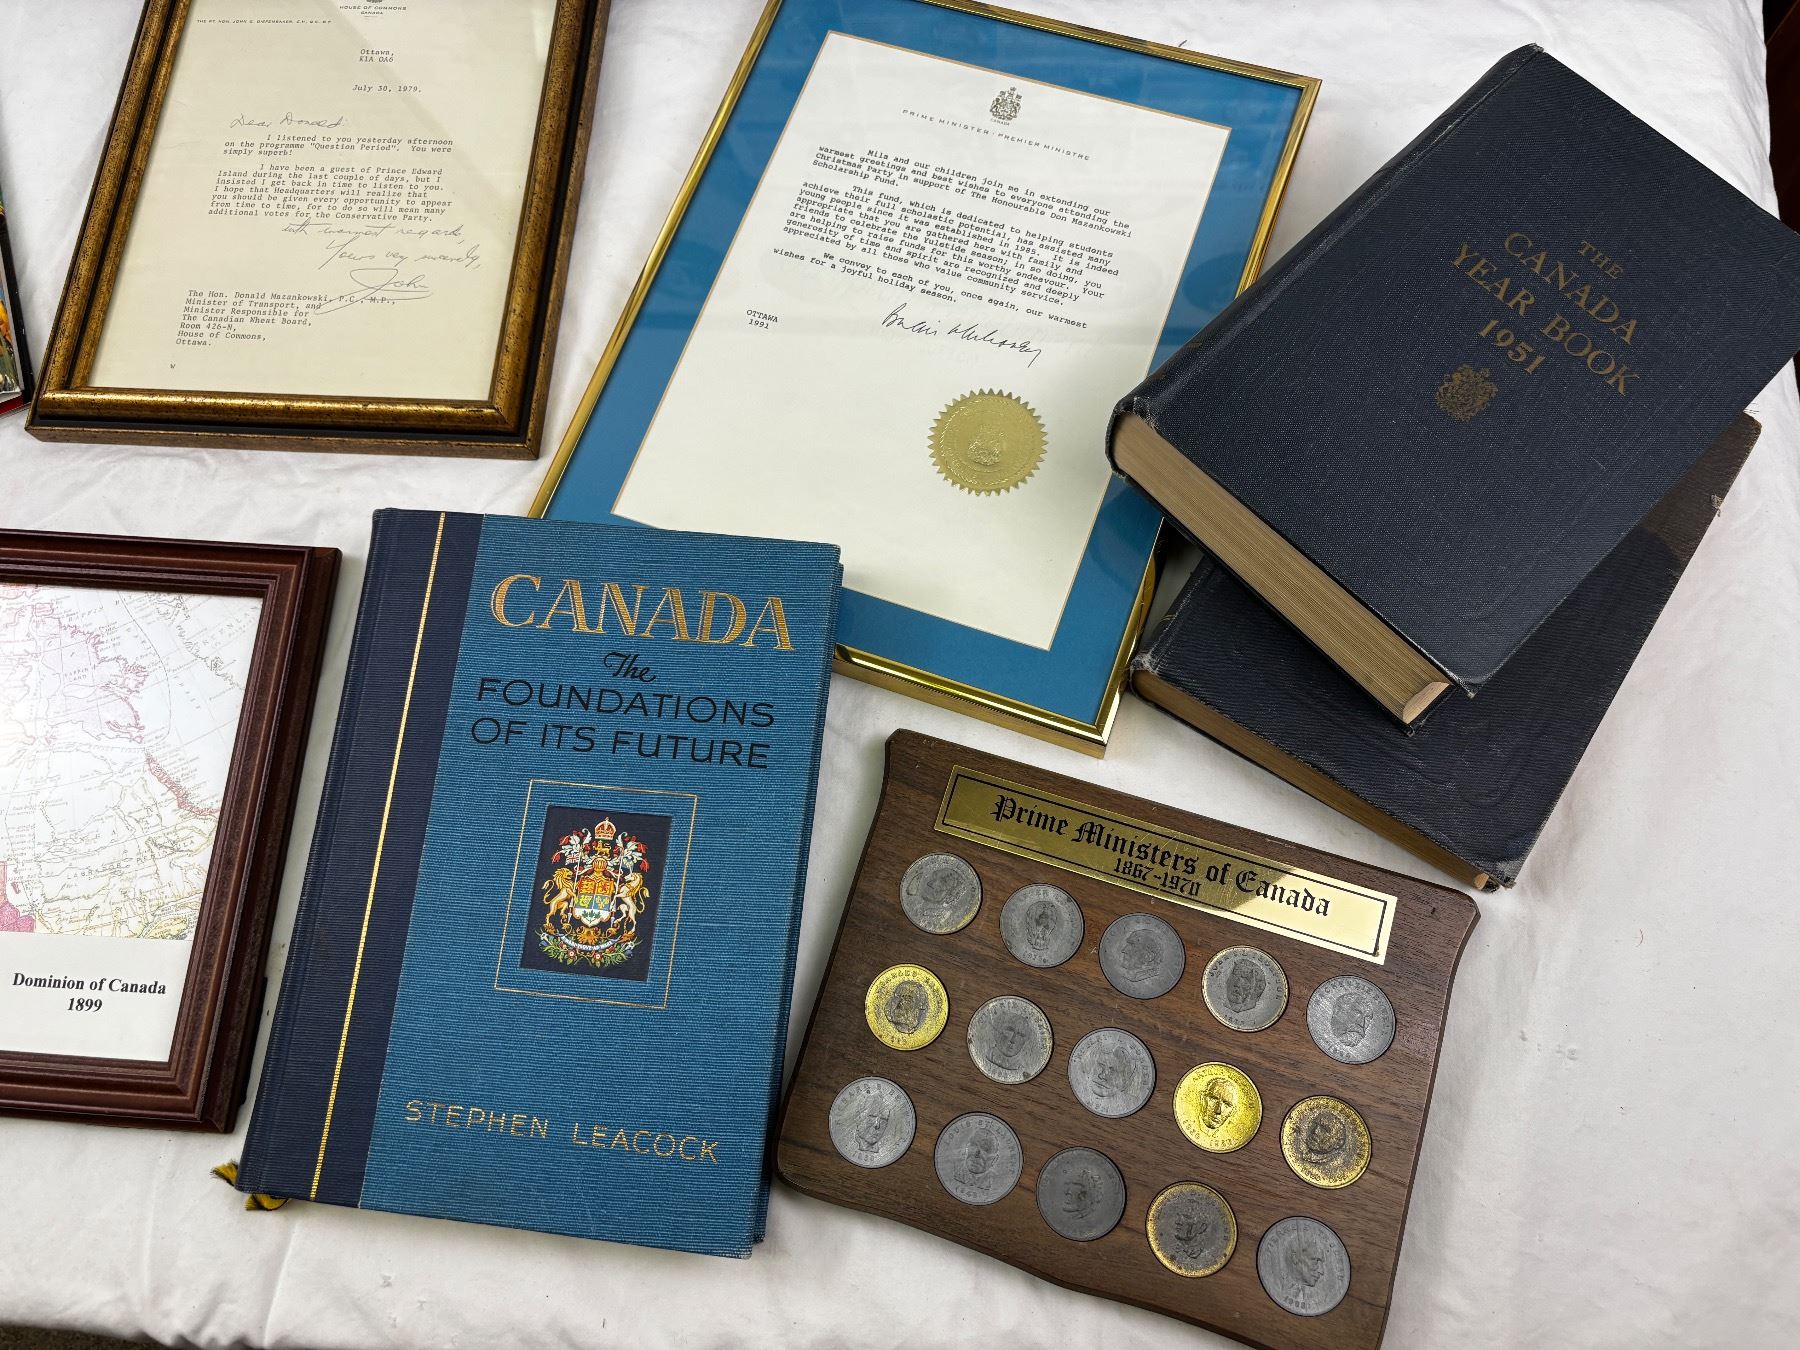 HOUSE OF COMMONS
CANADA
THE RT. HON. JOHN G. DIEFENBAKER, C.H., Q.C., M.P.
Ottawa,
K1A 0A6
July 30, 1979.
Dear Donald:
I listened to you yesterday afternoon
on the programme "Question Period". You were
simply superb!
I have been a guest of Prince Edward
Island during the last couple of days, but I
insisted I get back in time to listen to you.
I hope that Headquarters will realize that
you should be given every opportunity to appear
from time to time, for to do so will mean many
additional votes for the Conservative Party.
with warmest regards,
Yours very sincerely,
John
The Hon. Donald Mazankowski, P.C., M.P.,
Minister of Transport, and
Minister Responsible for
The Canadian Wheat Board,
Room 426-N,
House of Commons,
Ottawa.
W
CANADA
PRIME MINISTER · PREMIER MINISTRE
Mila and our children join me in extending our
warmest greetings and best wishes to everyone attending the
Christmas Party in support of The Honourable Don Mazankowski
Scholarship Fund.
This fund, which is dedicated to helping students
achieve their full scholastic potential, has assisted many
young people since it was established in 1985. It is indeed
appropriate that you are gathered here with family and
friends to celebrate the Yuletide season; in so doing, you
are helping to raise funds for this worthy endeavour. Your
generosity of time and spirit are recognized and deeply
appreciated by all those who value community service.
We convey to each of you, once again, our warmest
wishes for a joyful holiday season.
Brian Mulroney
OTTAWA
1991
THE
CANADA
YEAR BOOK
1951
Dominion of Canada
1899
CANADA
The
FOUNDATIONS
OF ITS FUTURE
STEPHEN LEACOCK
Prime Ministers of Canada
1867-1970